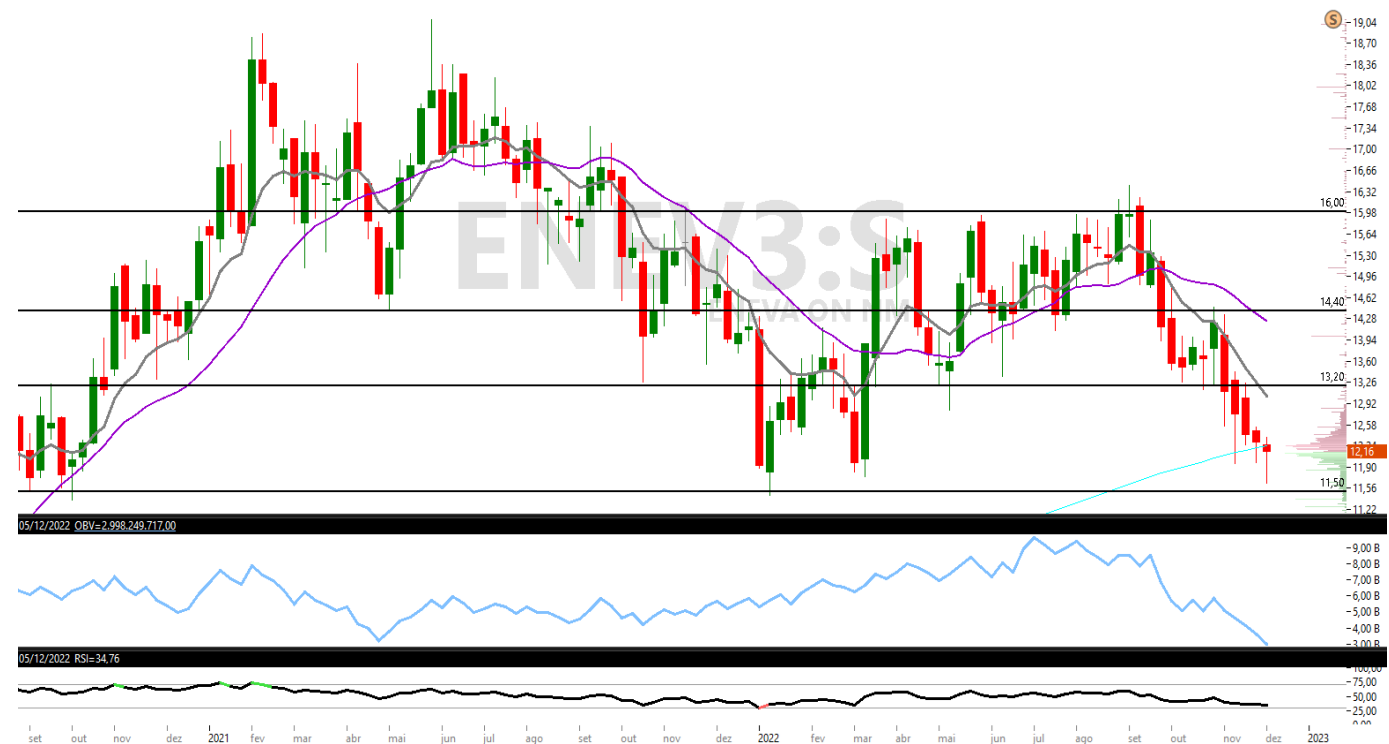 S
19,04
18,70
18,36
18,02
17,68
17,34
17,00
16,66
16,32
16,00
15,98
15,64
ENEV3:S
15,30
14,96
ENEVA ON NM
14,62
14,40
14,28
13,94
13,60
13,20
13,26
12,92
12,58
12,16
11,90
11,50
11,56
11,22
05/12/2022 OBV=2.998.249.717,00
9,00 B
8,00 B
7,00 B
6,00 B
5,00 B
4,00 B
3,00 B
05/12/2022 RSI=34,76
100,00
75,00
50,00
25,00
0,00
set out nov dez 2021 fev mar abr mai jun jul ago set out nov dez 2022 fev mar abr mai jun jul ago set out nov dez 2023